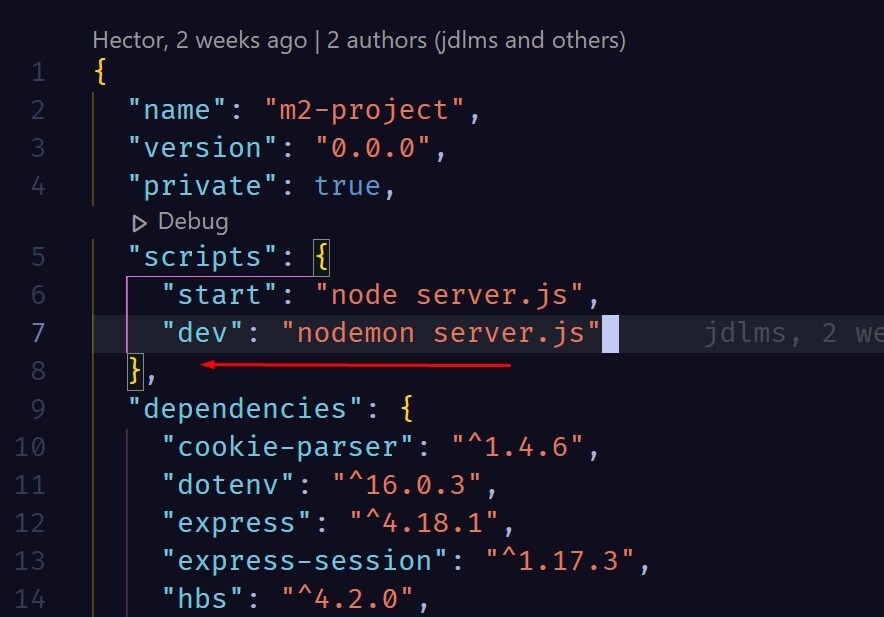 Hector, 2 weeks ago | 2 authors (jdlms and others)
1 {
2 "name": "m2-project",
3 "version": "0.0.0",
4 "private": true,
Debug
5 "scripts": {
6 "start": "node server.js",
7 "dev": "nodemon server.js" jdlms, 2 we
8 },
9 "dependencies": {
10 "cookie-parser": "^1.4.6",
11 "dotenv": "^16.0.3",
12 "express": "^4.18.1",
13 "express-session": "^1.17.3",
14 "hbs": "^4.2.0",